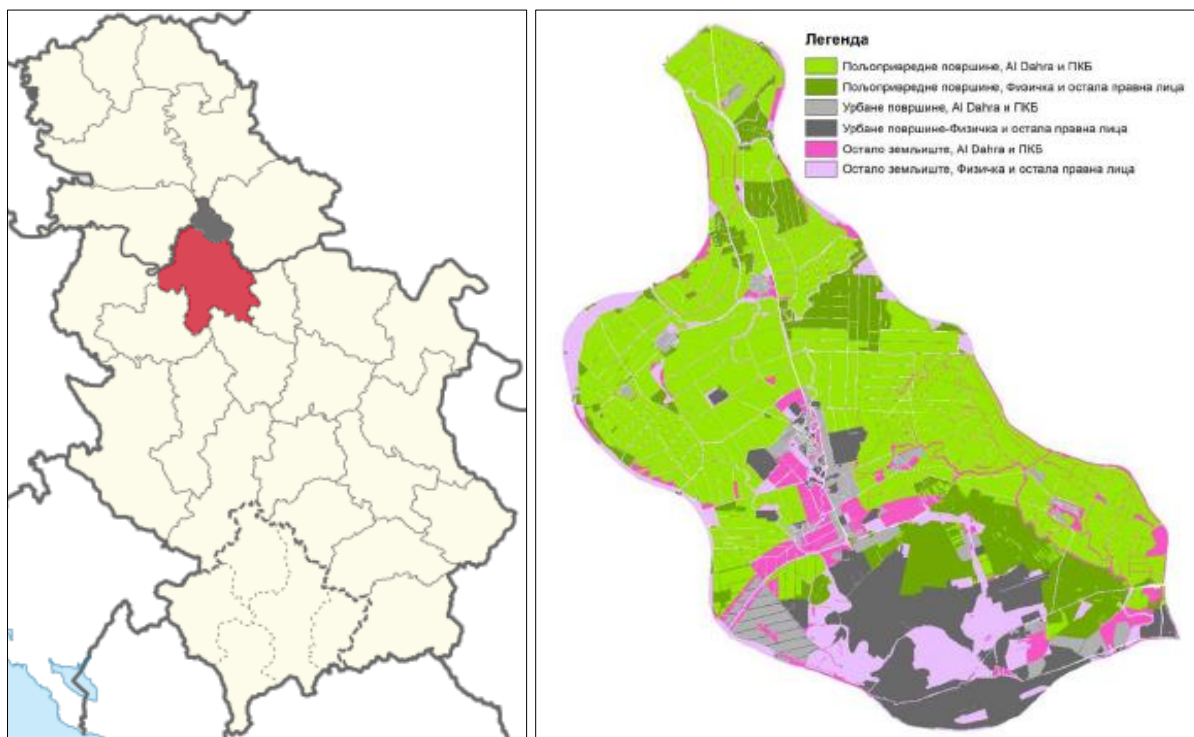 Легенда
Пољопривредне површине, Al Dahra и ПКБ
Пољопривредне површине, Физичка и остала правна лица
Урбане површине, Al Dahra и ПКБ
Урбане површине-Физичка и остала правна лица
Остало земљиште, Al Dahra и ПКБ
Остало земљиште, Физичка и остала правна лица